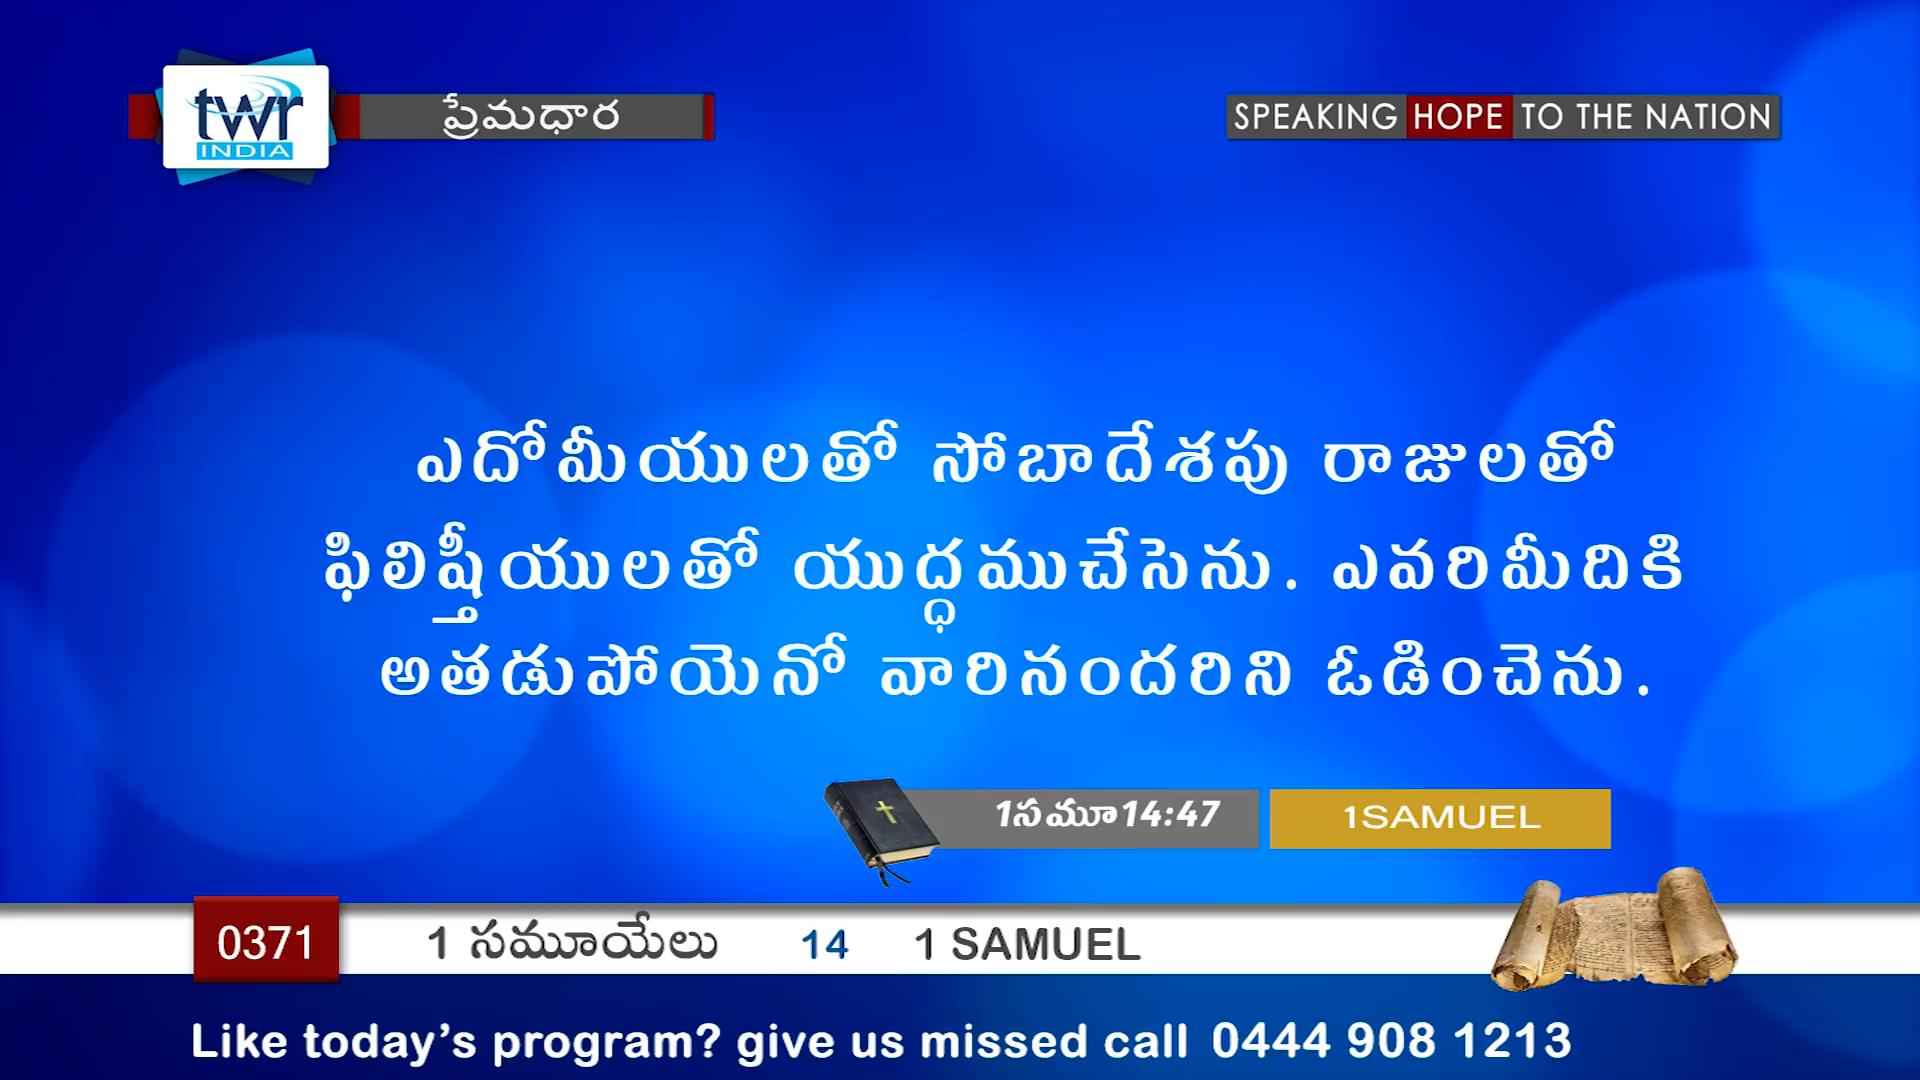 twr
INDIA
ప్రేమధార
SPEAKING HOPE TO THE NATION
ఎదోమీయులతో సోబాదేశపు రాజులతో
ఫిలిష్తీయులతో యుద్ధముచేసెను. ఎవరిమీదికి
అతడుపోయెనో వారినందరిని ఓడించెను.
1సమూ14:47
1SAMUEL
0371
1 సమూయేలు
14
1 SAMUEL
Like today’s program? give us missed call 0444 908 1213